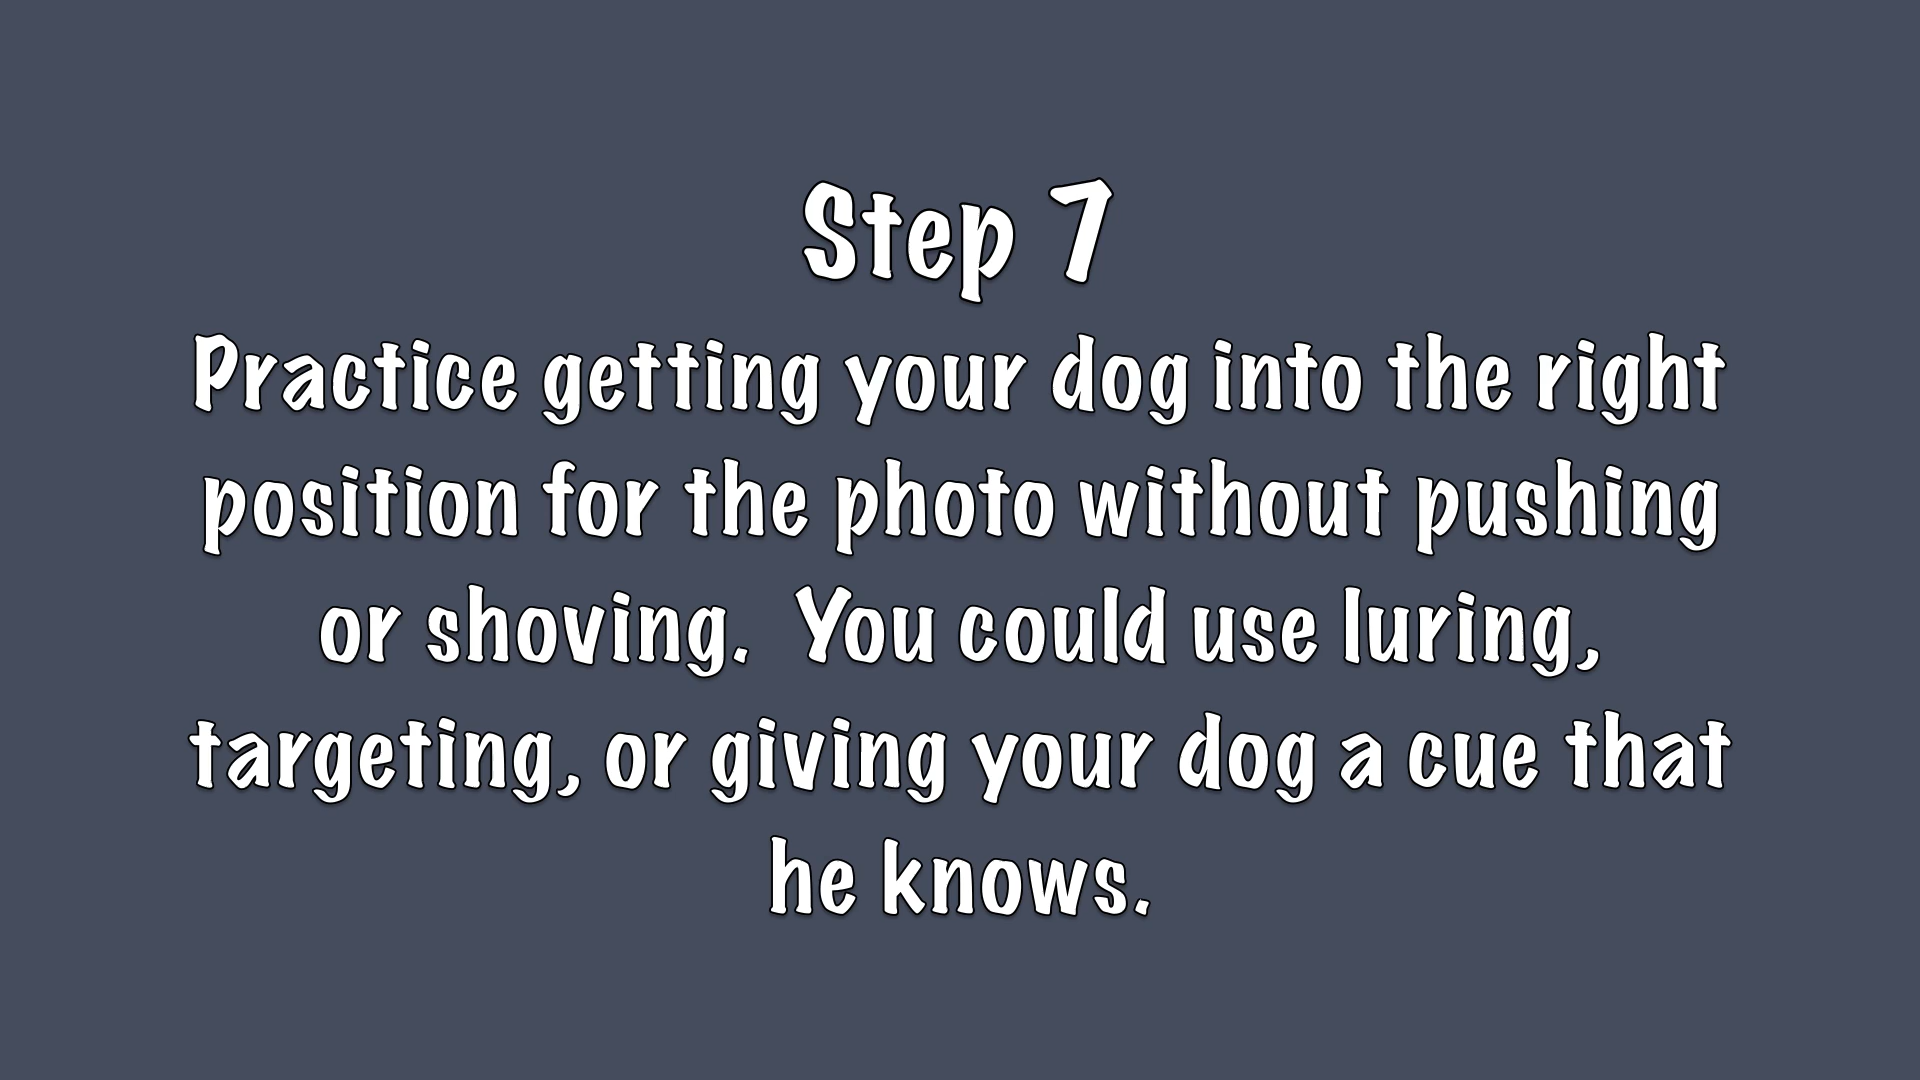 Step 7
Practice getting your dog into the right
position for the photo without pushing
or shoving.  You could use luring,
targeting, or giving your dog a cue that
he knows.